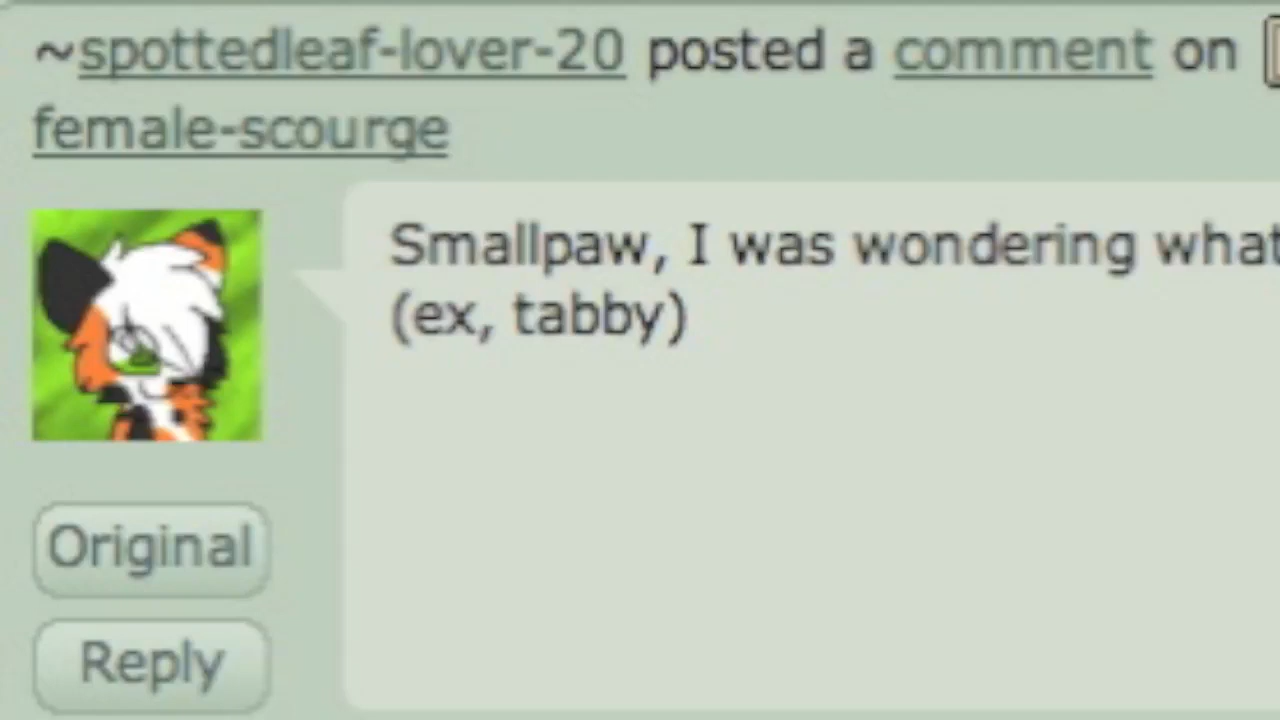 ~spottedleaf-lover-20 posted a comment on
female-scourge
Smallpaw, I was wondering what
(ex, tabby)
Original
Reply